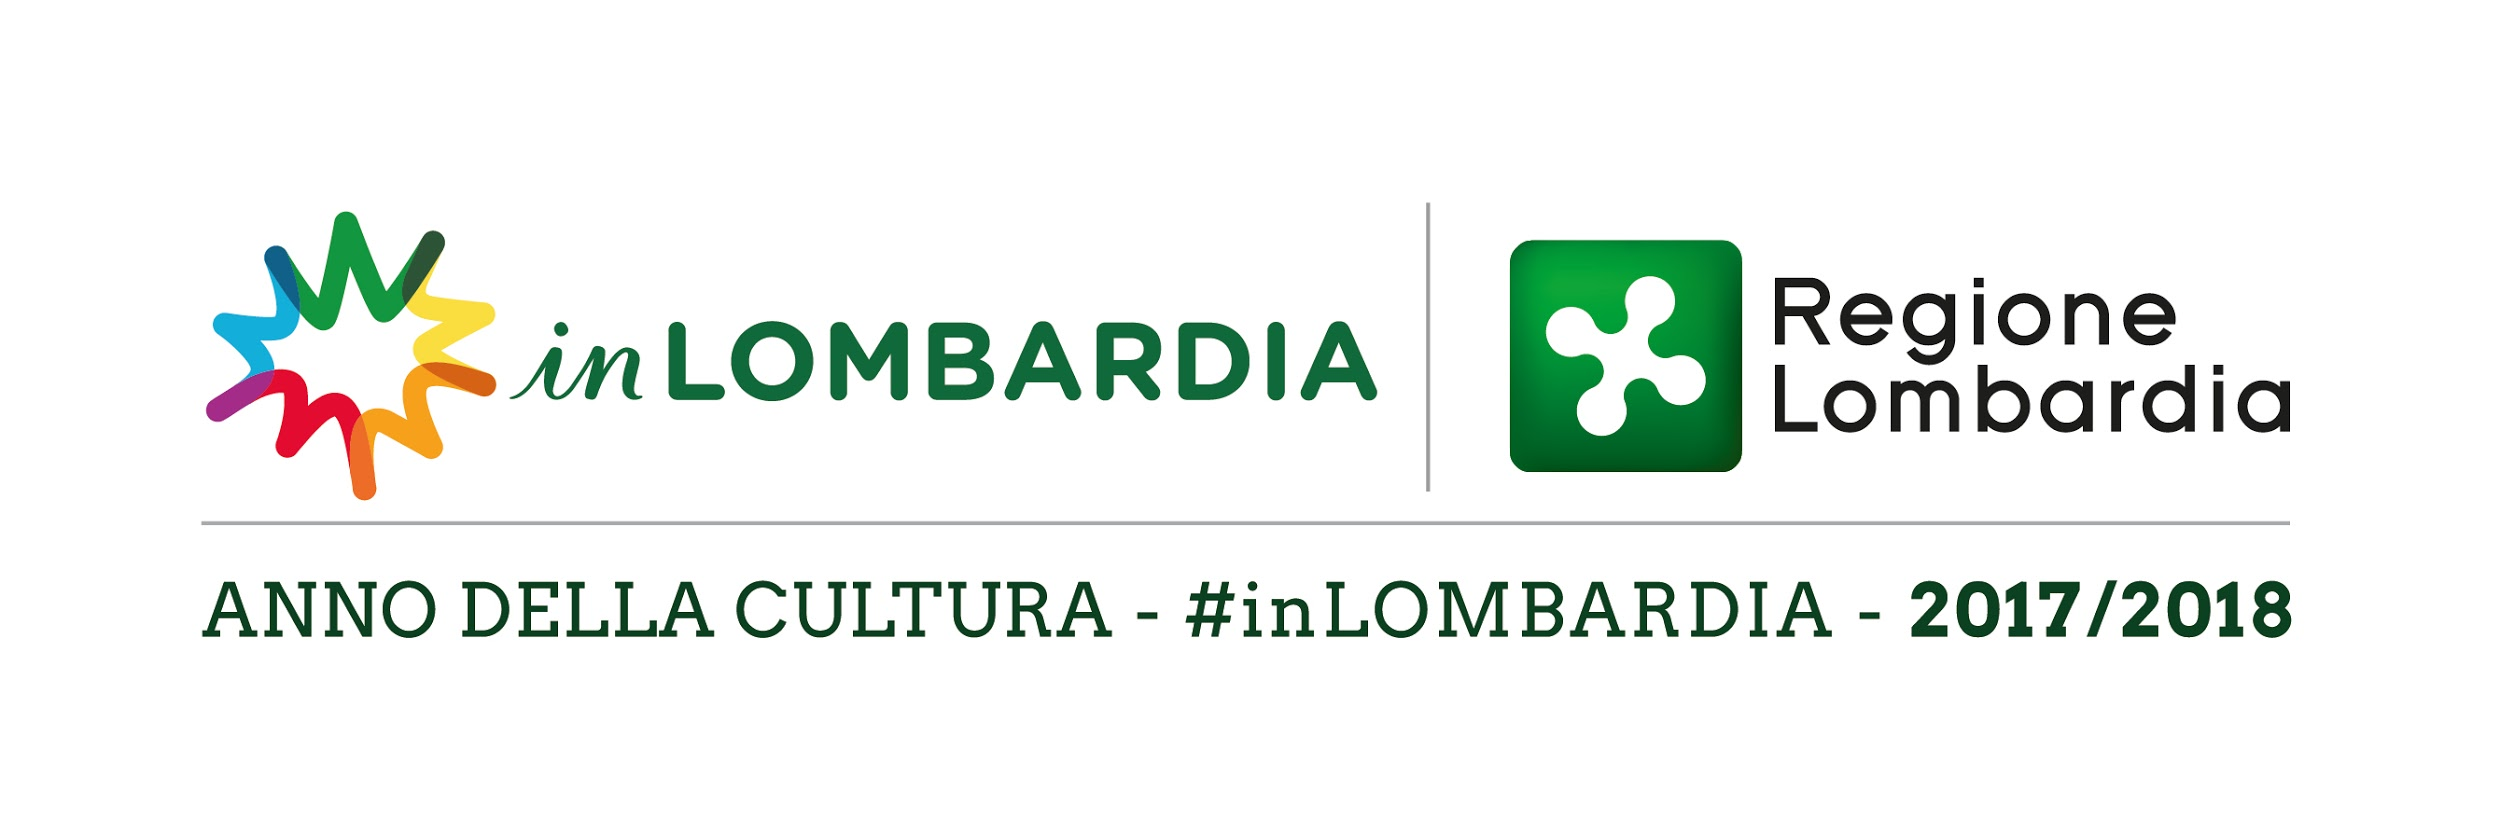 inLOMBARDIA
Regione
Lombardia
ANNO DELLA CULTURA - #inLOMBARDIA - 2017/2018